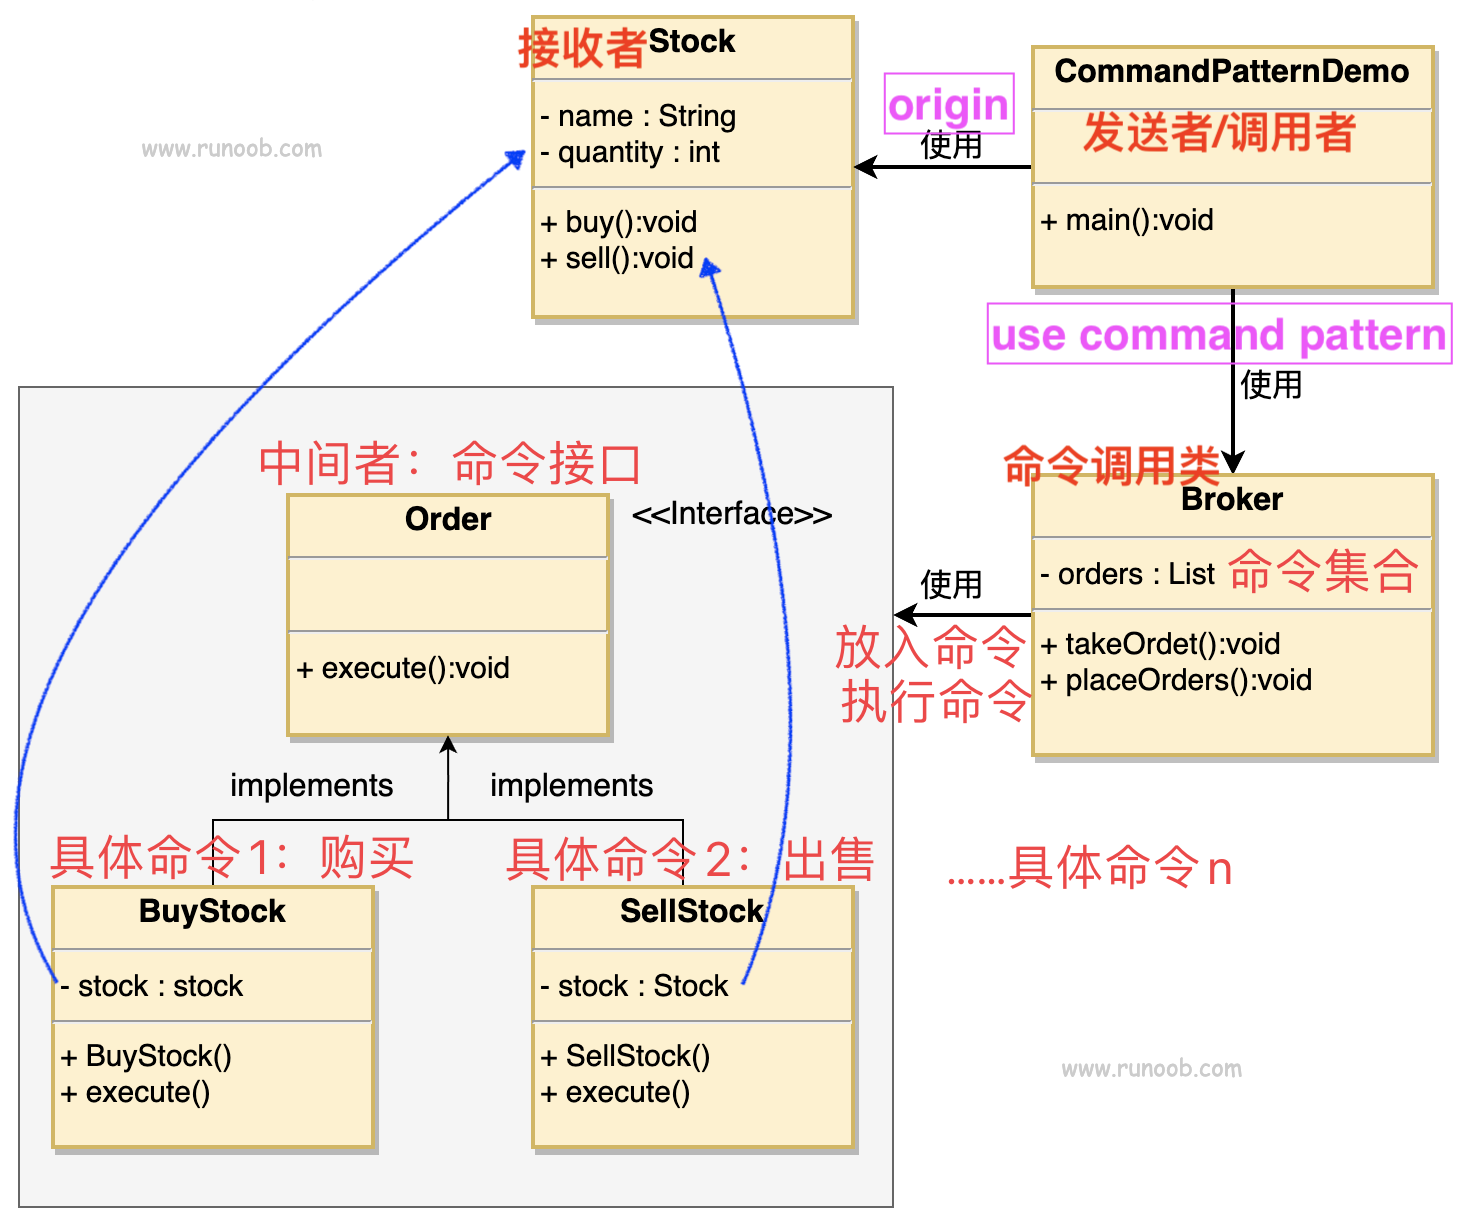 接收者 Stock
- name : String
- quantity : int
+ buy():void
+ sell():void
www.runoob.com
origin
使用
CommandPatternDemo
发送者/调用者
+ main():void
use command pattern
使用
中间者：命令接口
Order
<<Interface>>
+ execute():void
命令调用类
Broker
- orders : List 命令集合
+ takeOrdet():void
+ placeOrders():void
使用
放入命令
执行命令
implements
implements
具体命令1：购买
BuyStock
- stock : stock
+ BuyStock()
+ execute()
具体命令2：出售
SellStock
- stock : Stock
+ SellStock()
+ execute()
……具体命令n
www.runoob.com